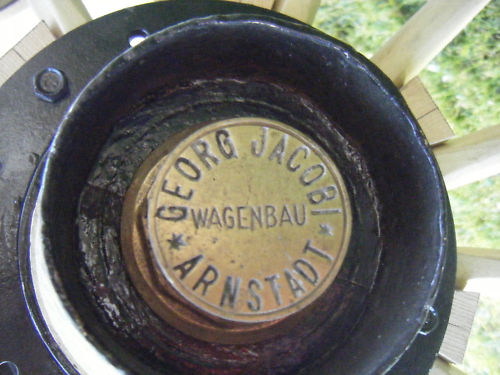 GEORG JACOBI
WAGENBAU
* ARNSTADT *